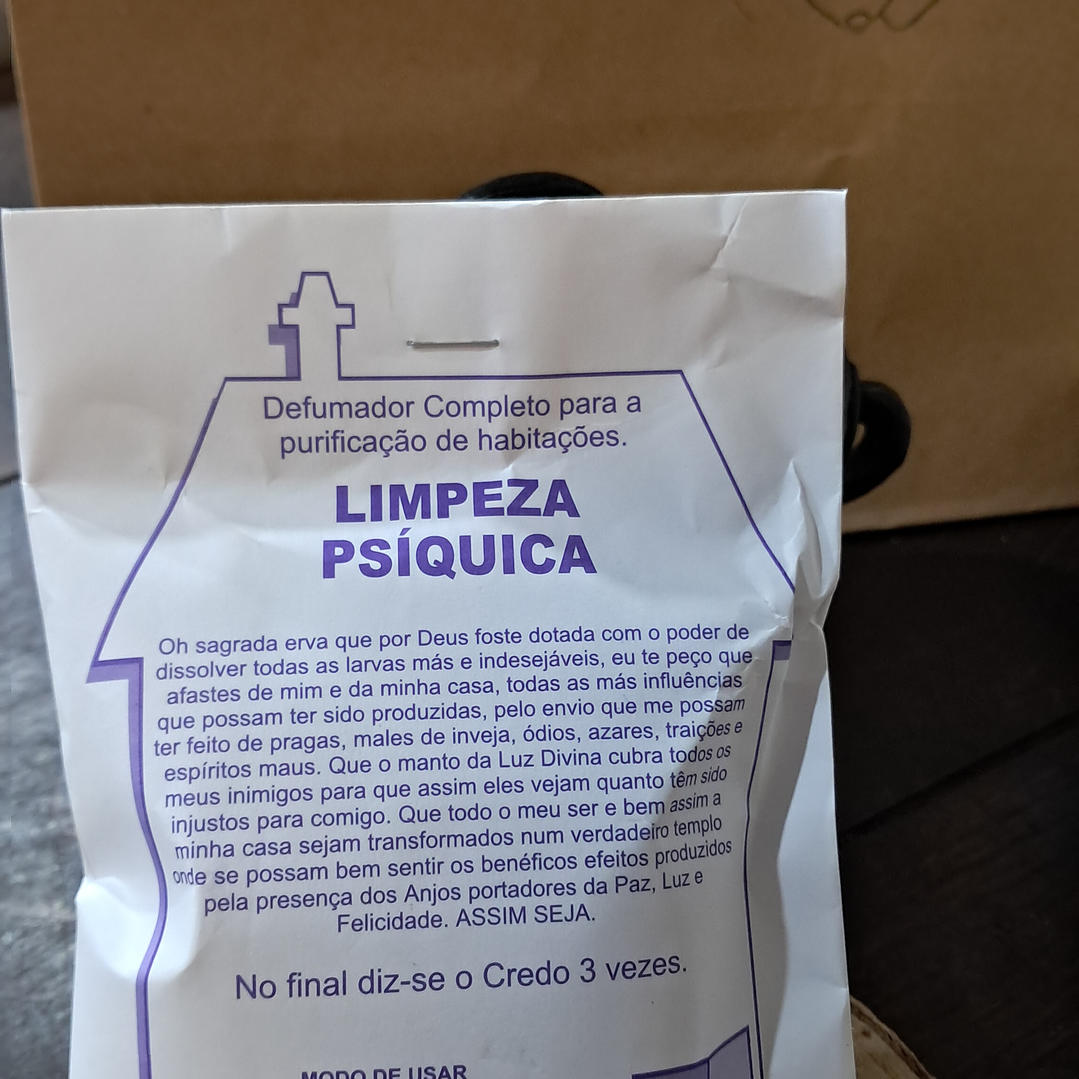 Defumador Completo para a
purificação de habitações.
LIMPEZA
PSÍQUICA
Oh sagrada erva que por Deus foste dotada com o poder de
dissolver todas as larvas más e indesejáveis, eu te peço que
afastes de mim e da minha casa, todas as más influências
que possam ter sido produzidas, pelo envio que me possam
ter feito de pragas, males de inveja, ódios, azares, traições e
espíritos maus. Que o manto da Luz Divina cubra todos os
meus inimigos para que assim eles vejam quanto têm sido
injustos para comigo. Que todo o meu ser e bem assim a
minha casa sejam transformados num verdadeiro templo
onde se possam bem sentir os benéficos efeitos produzidos
pela presença dos Anjos portadores da Paz, Luz e
Felicidade. ASSIM SEJA.
No final diz-se o Credo 3 vezes.
MODO DE USAR